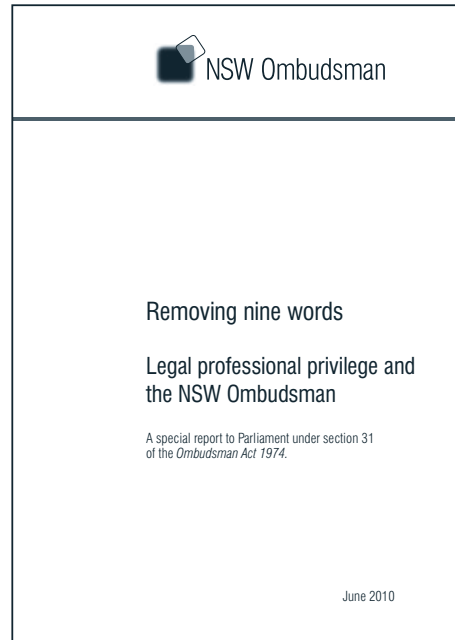 NSW Ombudsman
Removing nine words
Legal professional privilege and
the NSW Ombudsman
A special report to Parliament under section 31
of the Ombudsman Act 1974.
June 2010